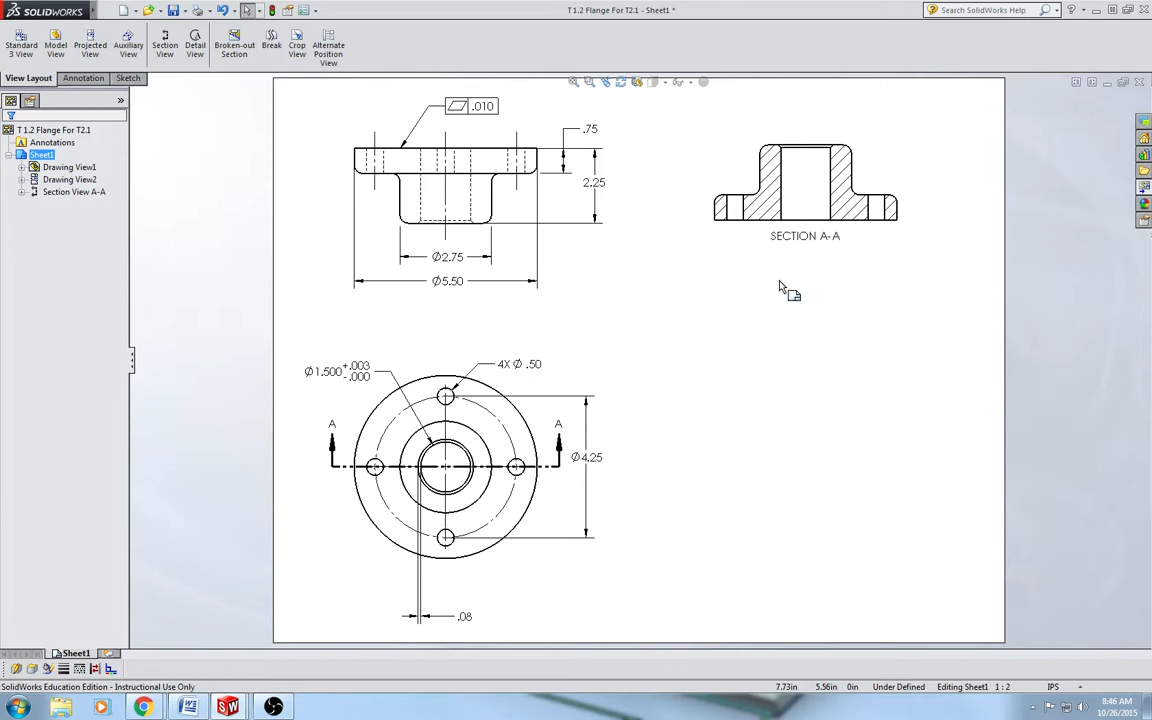 SOLIDWORKS
T 1.2 Flange For T2.1 - Sheet1 *
Search SolidWorks Help
Standard 3 View
Model View
Projected View
Auxiliary View
Section View
Detail View
Broken-out Section
Break
Crop View
Alternate Position View
View Layout
Annotation
Sketch
T 1.2 Flange For T2.1
Annotations
Sheet1
Drawing View1
Drawing View2
Section View A-A
.010
.75
2.25
Ø2.75
Ø5.50
SECTION A-A
Ø1.500 +.003 -.000
4X Ø .50
A
A
Ø4.25
.08
Sheet1
SolidWorks Education Edition - Instructional Use Only
7.73in
5.56in
0in
Under Defined
Editing Sheet1
1 : 2
IPS
8:46 AM
10/26/2015